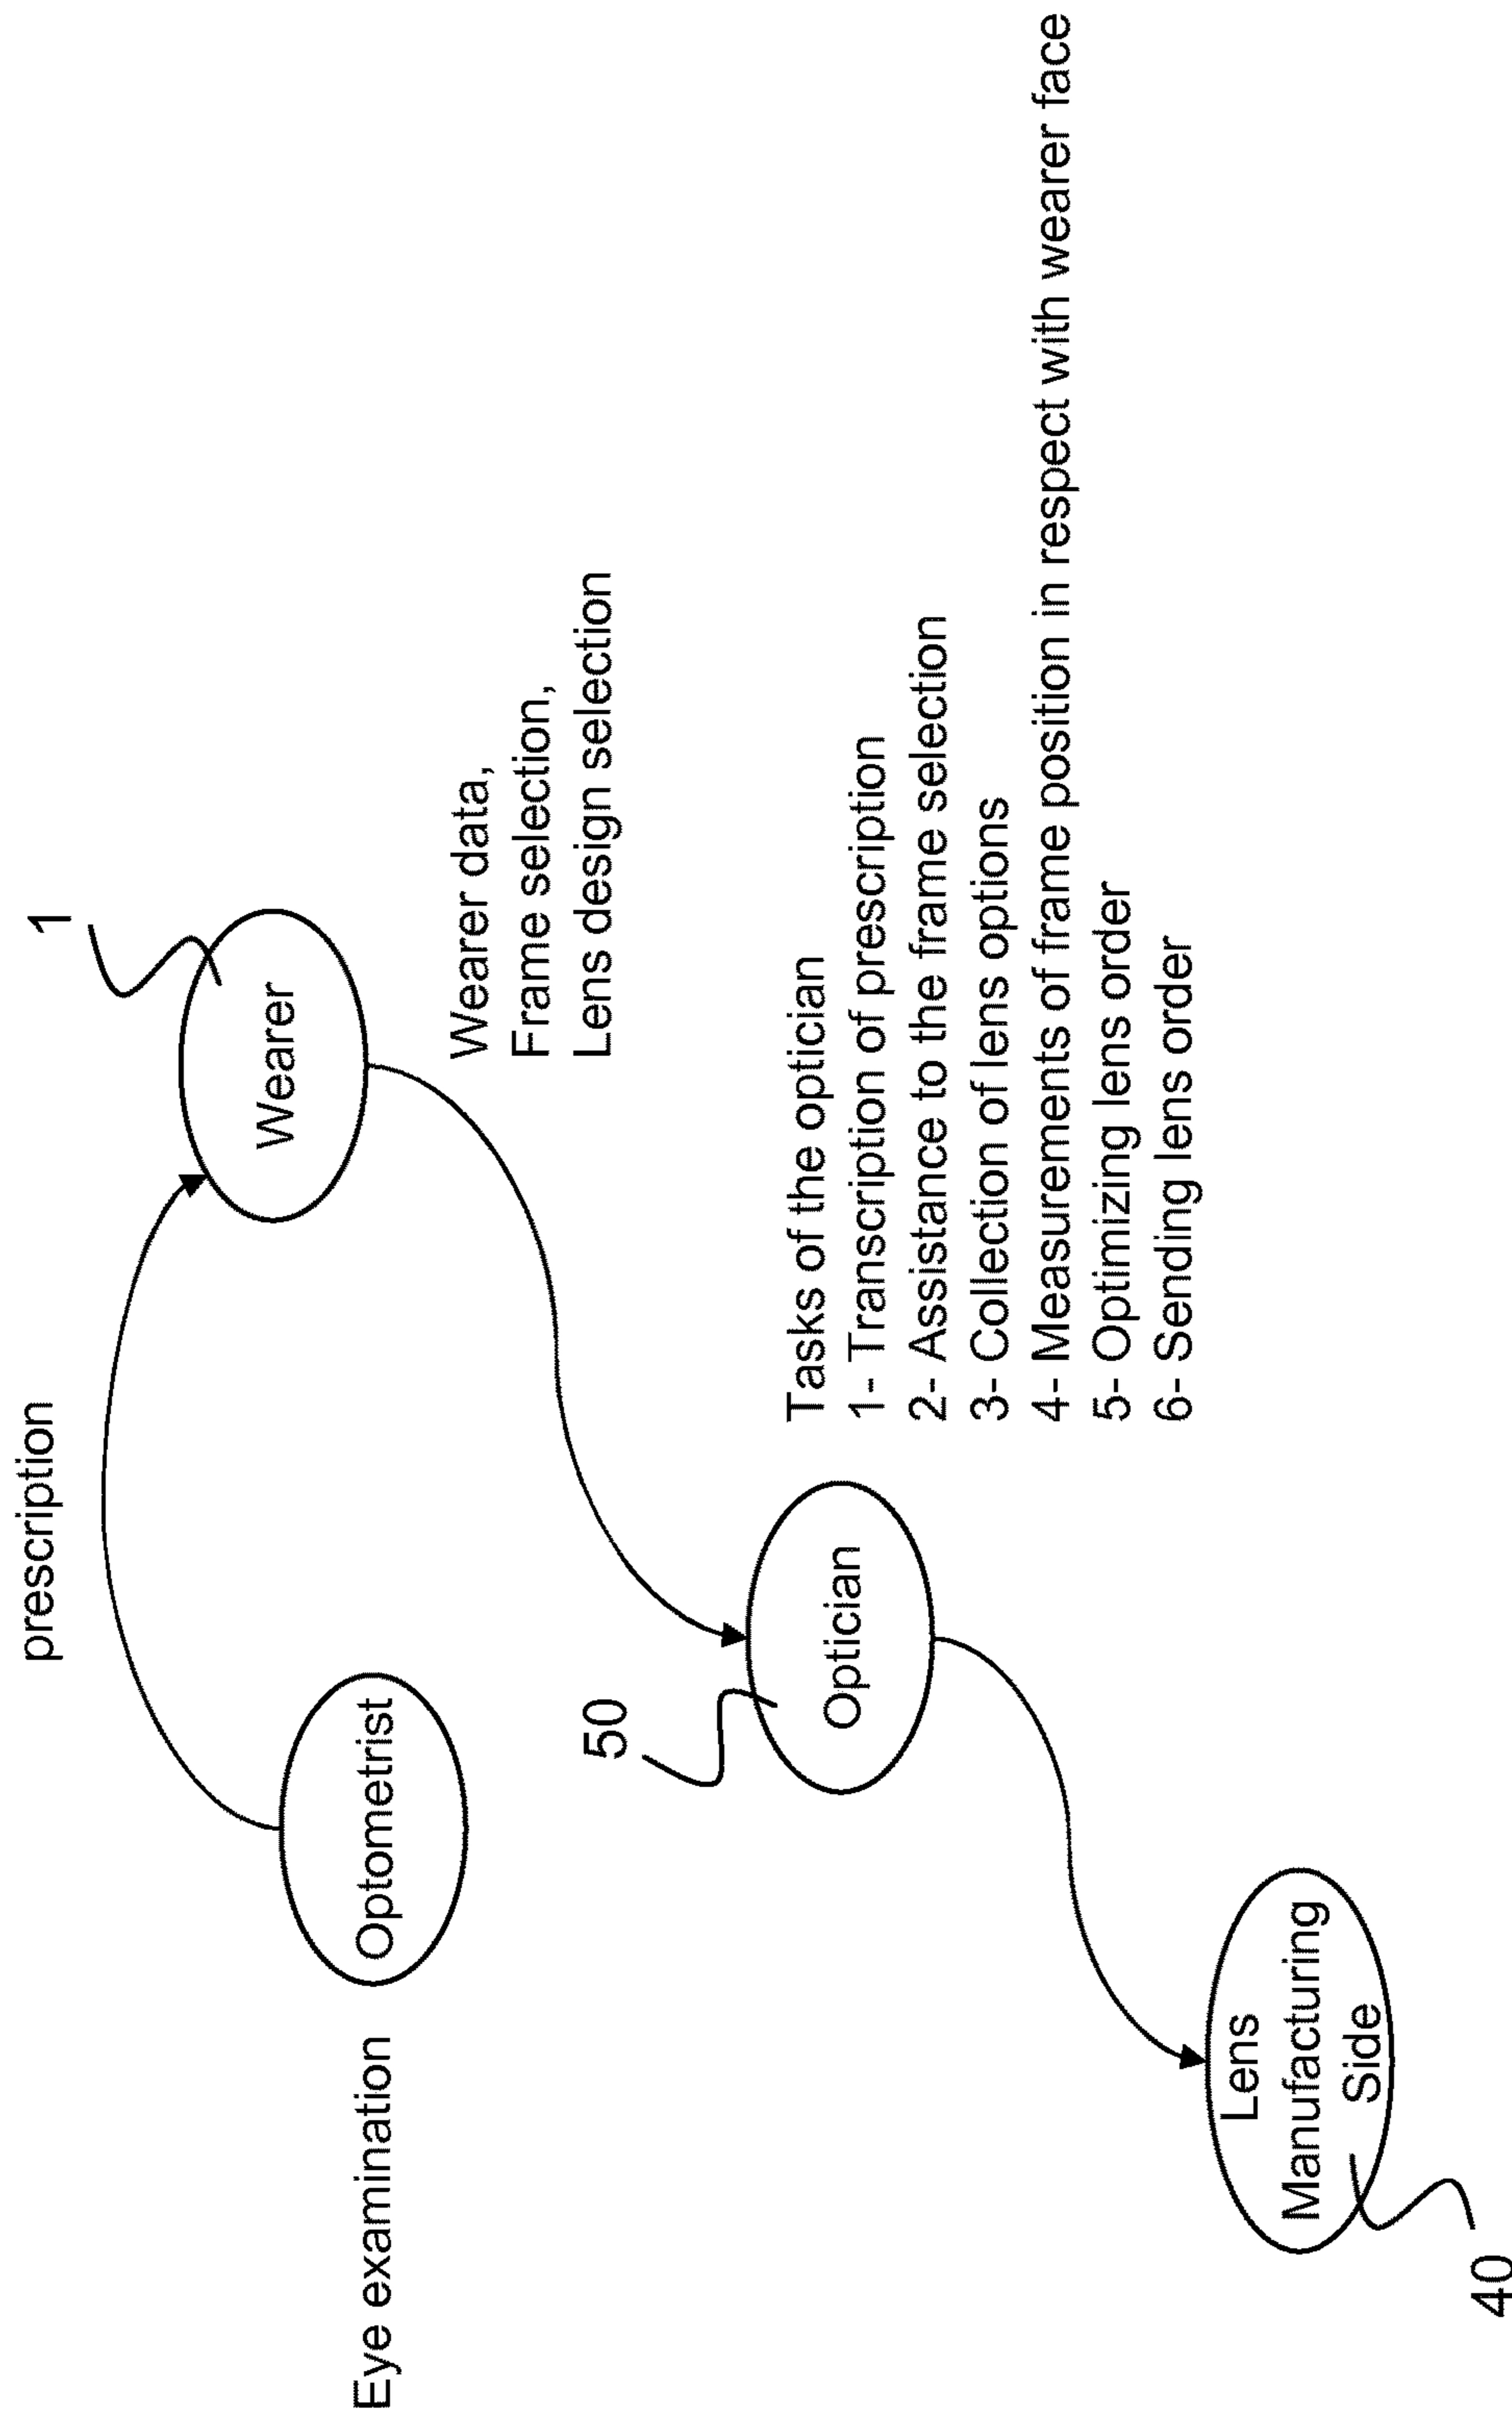 prescription
1
Wearer
Eye examination
Optometrist
Wearer data,
Frame selection,
Lens design selection
50
Optician
Tasks of the optician
1- Transcription of prescription
2- Assistance to the frame selection
3- Collection of lens options
4- Measurements of frame position in respect with wearer face
5- Optimizing lens order
6- Sending lens order
Lens
Manufacturing
Side
40